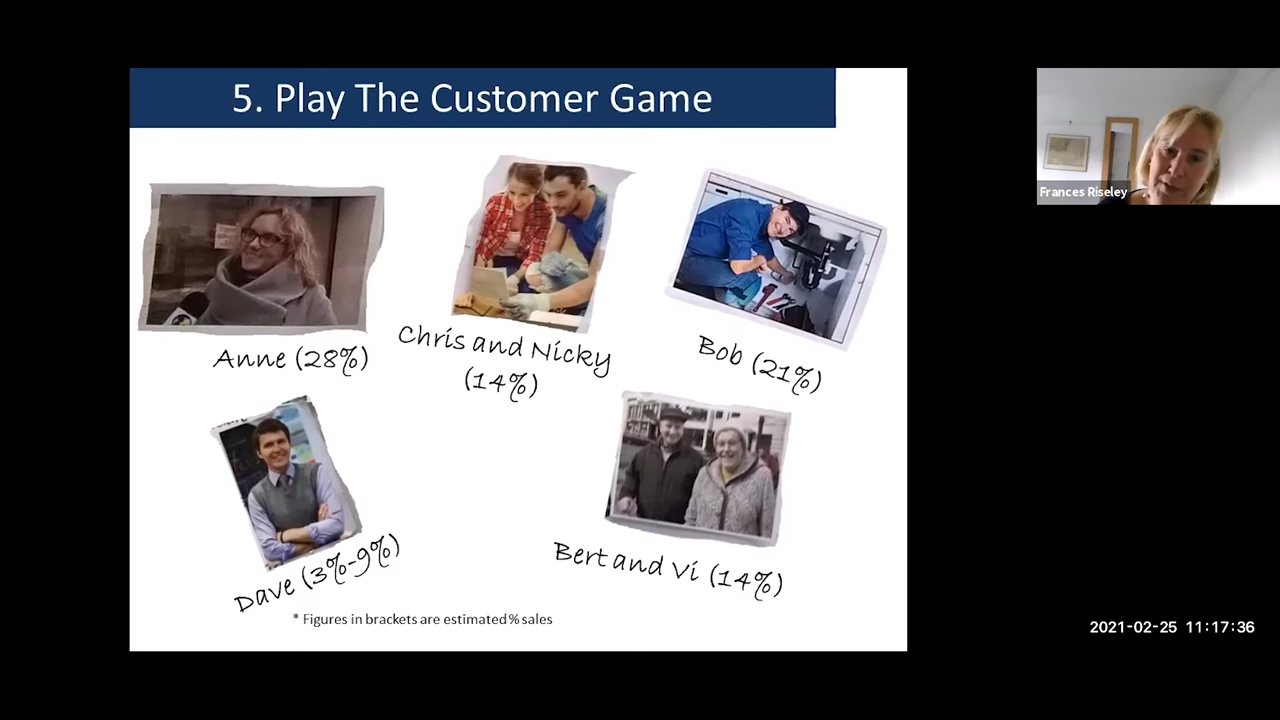 5. Play The Customer Game
Frances Riseley
Anne (28%)
Chris and Nicky
(14%)
Bob (21%)
Dave (3%-9%)
Bert and Vi (14%)
* Figures in brackets are estimated % sales
2021-02-25 11:17:36